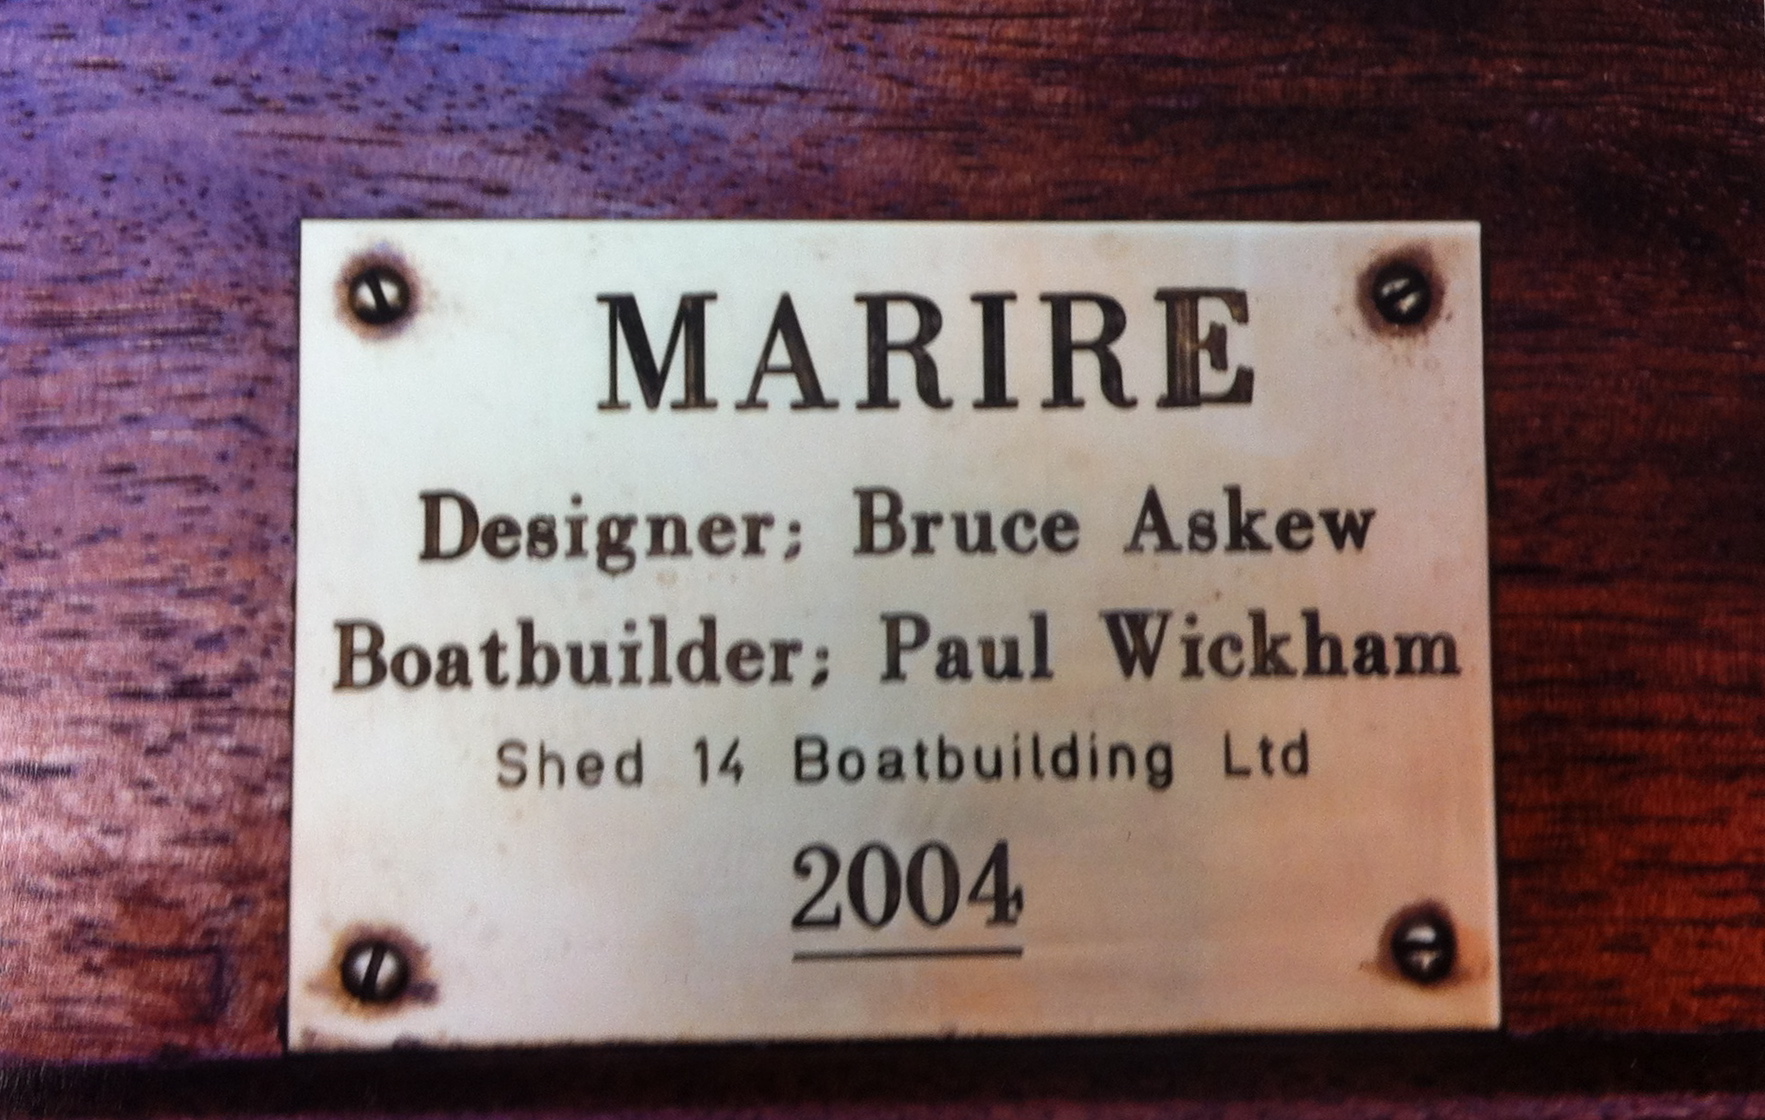 MARIRE
Designer; Bruce Askew
Boatbuilder; Paul Wickham
Shed 14 Boatbuilding Ltd
2004